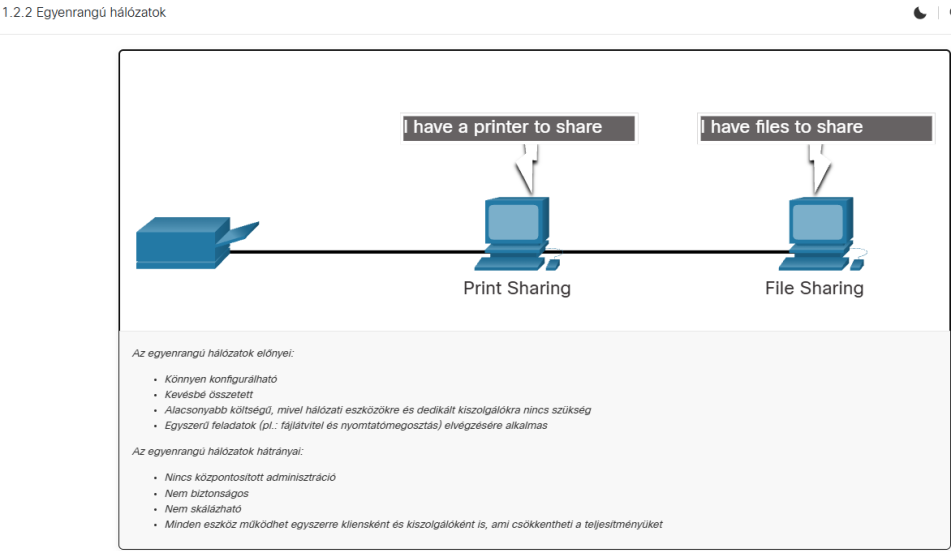 1.2.2 Egyenrangú hálózatok
I have a printer to share
I have files to share
Print Sharing
File Sharing
Az egyenrangú hálózatok előnyei:
• Könnyen konfigurálható
• Kevésbé összetett
• Alacsonyabb költségű, mivel hálózati eszközökre és dedikált kiszolgálókra nincs szükség
• Egyszerű feladatok (pl.: fájlátvitel és nyomtatómegosztás) elvégzésére alkalmas
Az egyenrangú hálózatok hátrányai:
• Nincs központosított adminisztráció
• Nem biztonságos
• Nem skálázható
• Minden eszköz működhet egyszerre kliensként és kiszolgálóként is, ami csökkentheti a teljesítményüket